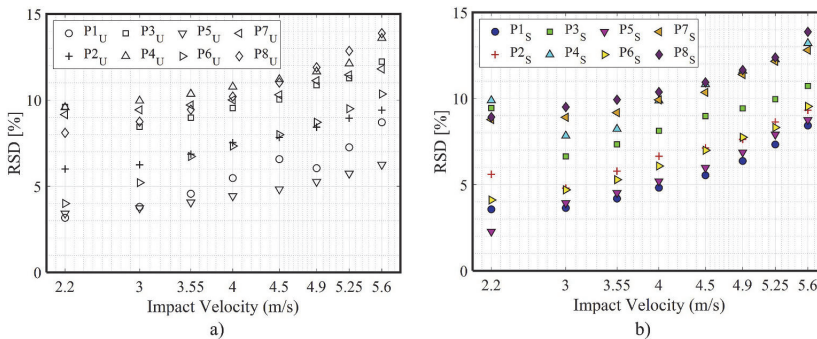 15
10
5
0
RSD [%]
P1U P3U P5U P7U
P2U P4U P6U P8U
2.2 3 3.55 4 4.5 4.9 5.25 5.6
Impact Velocity (m/s)
a)
15
10
5
0
RSD [%]
P1S P3S P5S P7S
P2S P4S P6S P8S
2.2 3 3.55 4 4.5 4.9 5.25 5.6
Impact Velocity (m/s)
b)